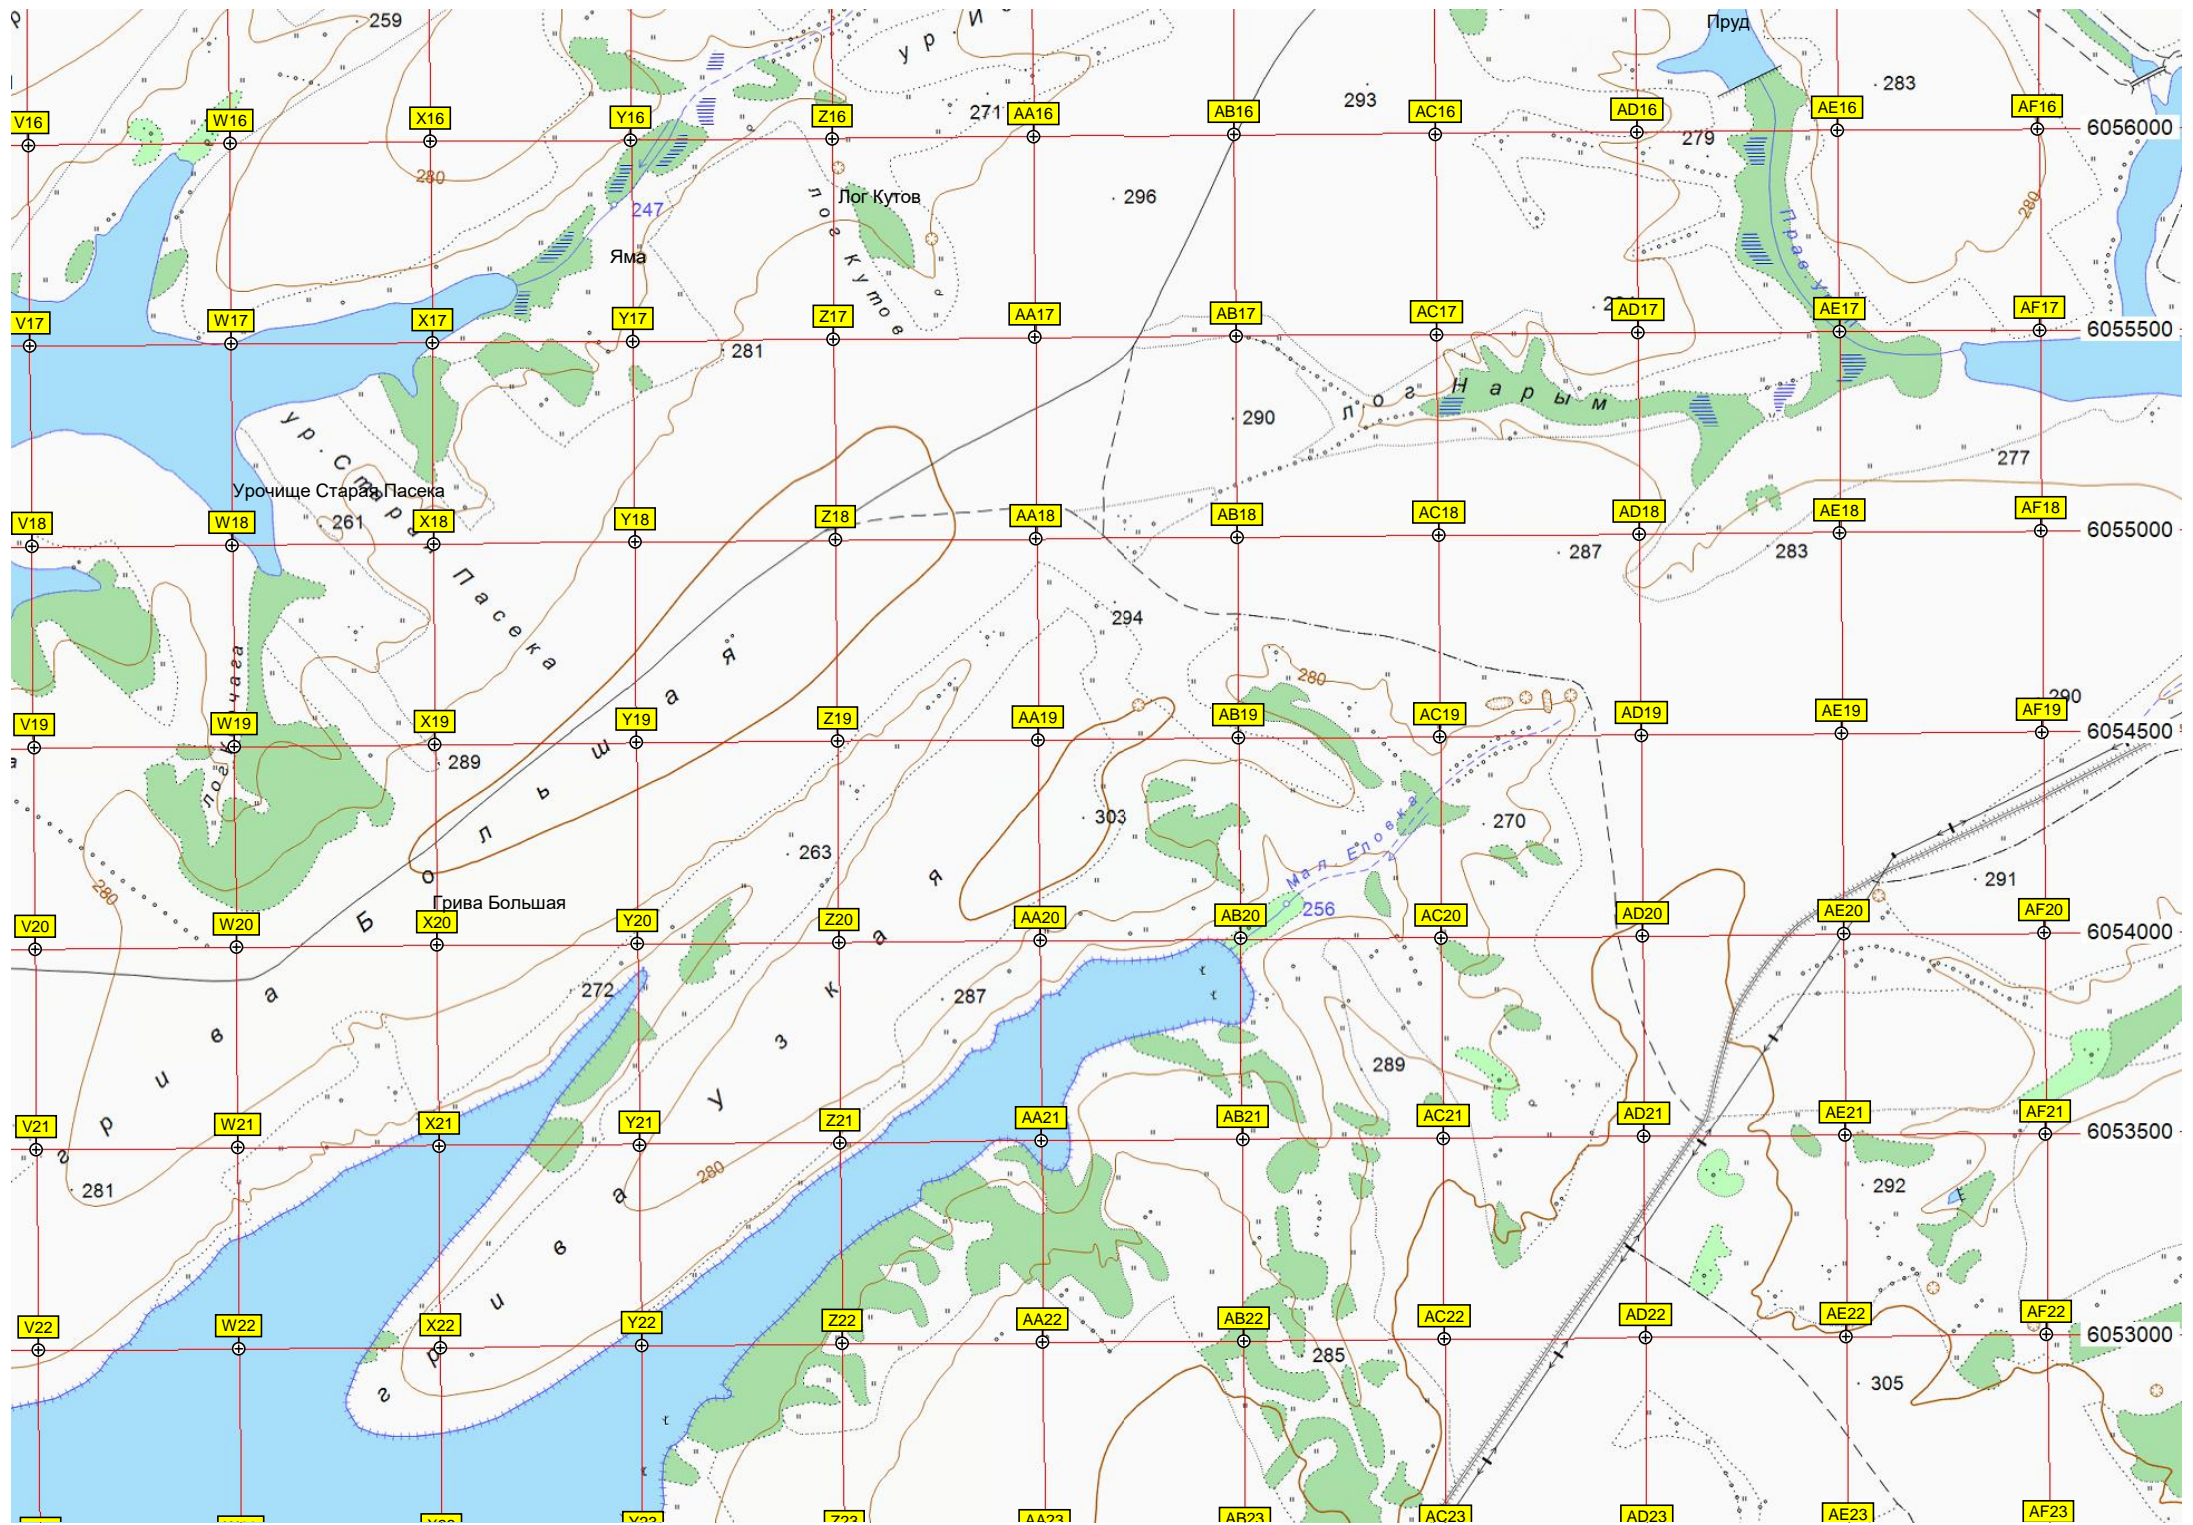 259
ур. И
Пруд
283
293
271
V16
W16
X16
Y16
Z16
AA16
AB16
AC16
AD16
AE16
AF16
6056000
279
280
247
Лог Кутов
лог Кутов
296
280
Прав. У
Яма
V17
W17
X17
Y17
Z17
AA17
AB17
AC17
AD17
AE17
AF17
6055500
281
290
лог Нарым
277
ур. Старая Пасека
Урочище Старая Пасека
261
V18
W18
X18
Y18
Z18
AA18
AB18
AC18
AD18
AE18
AF18
6055000
287
283
294
280
290
V19
W19
X19
Y19
Z19
AA19
AB19
AC19
AD19
AE19
AF19
6054500
289
303
270
263
Мал. Еловка
291
280
256
Грива Большая
грива Большая
V20
W20
X20
Y20
Z20
AA20
AB20
AC20
AD20
AE20
AF20
6054000
272
287
289
грива Узкая
V21
W21
X21
Y21
Z21
AA21
AB21
AC21
AD21
AE21
AF21
6053500
281
280
292
V22
W22
X22
Y22
Z22
AA22
AB22
AC22
AD22
AE22
AF22
6053000
285
305
Z23
AA23
AB23
AC23
AD23
AE23
AF23